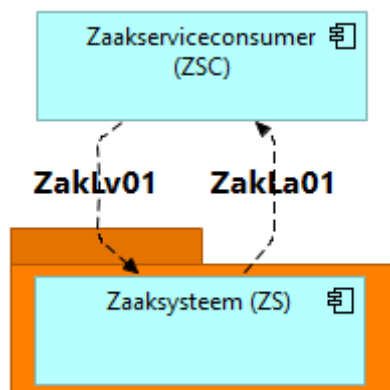 Zaakserviceconsumer
(ZSC)
ZakLv01 ZakLa01
Zaaksysteem (ZS)